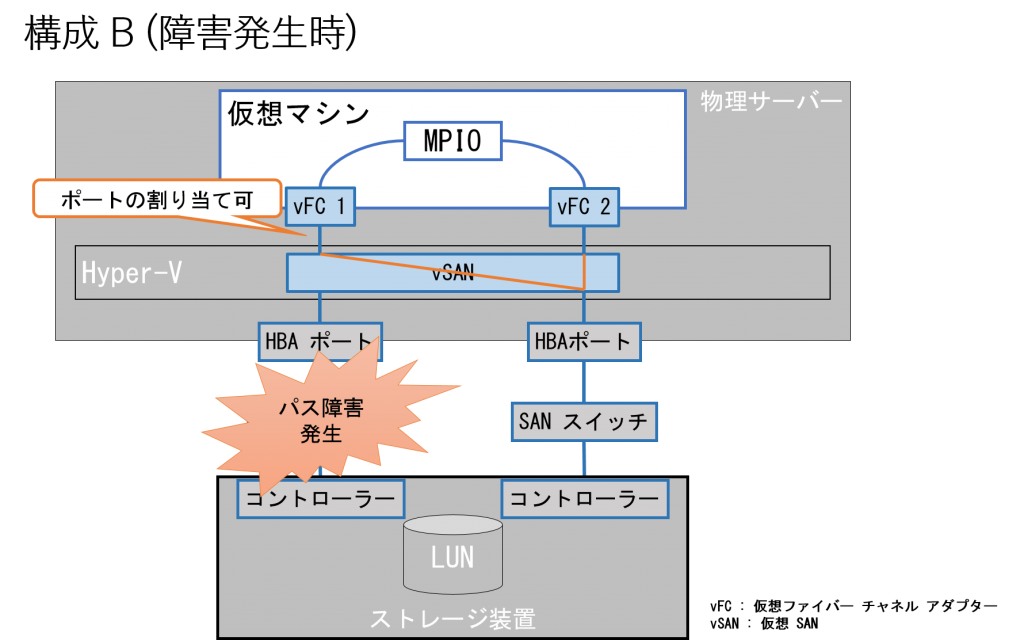 構成 B (障害発生時)
物理サーバー
仮想マシン
MPIO
ポートの割り当て可
vFC 1
vFC 2
Hyper-V
vSAN
HBA ポート
HBAポート
パス障害
発生
SAN スイッチ
コントローラー
コントローラー
LUN
ストレージ装置
vFC : 仮想ファイバー チャネル アダプター
vSAN : 仮想 SAN